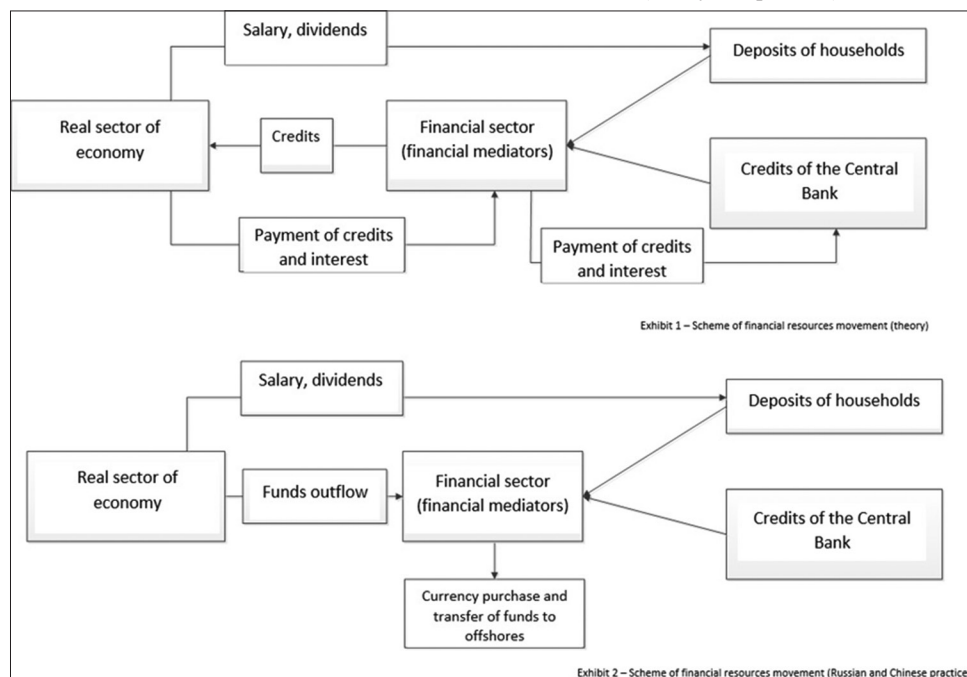 Salary, dividends
Deposits of households
Real sector of
economy
Credits
Financial sector
(financial mediators)
Credits of the Central
Bank
Payment of credits
and interest
Payment of credits
and interest
Exhibit 1 – Scheme of financial resources movement (theory)
Salary, dividends
Deposits of households
Real sector of
economy
Funds outflow
Financial sector
(financial mediators)
Credits of the Central
Bank
Currency purchase and
transfer of funds to
offshores
Exhibit 2 – Scheme of financial resources movement (Russian and Chinese practice